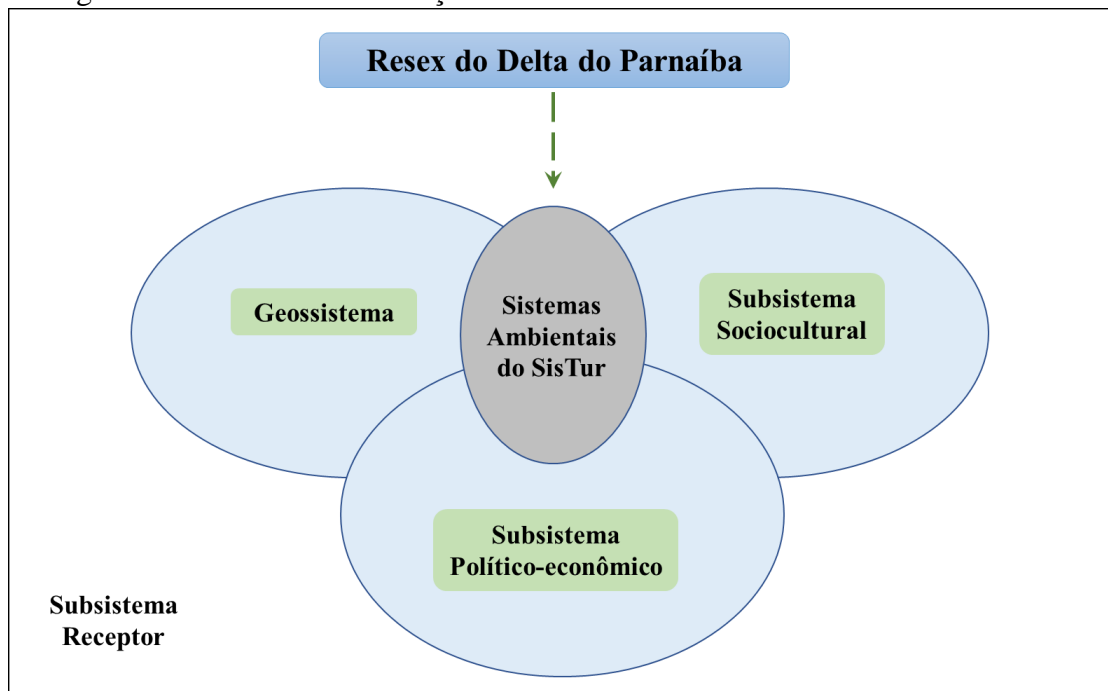 Resex do Delta do Parnaíba
Geossistema
Sistemas
Ambientais
do SisTur
Subsistema
Sociocultural
Subsistema
Político-econômico
Subsistema
Receptor